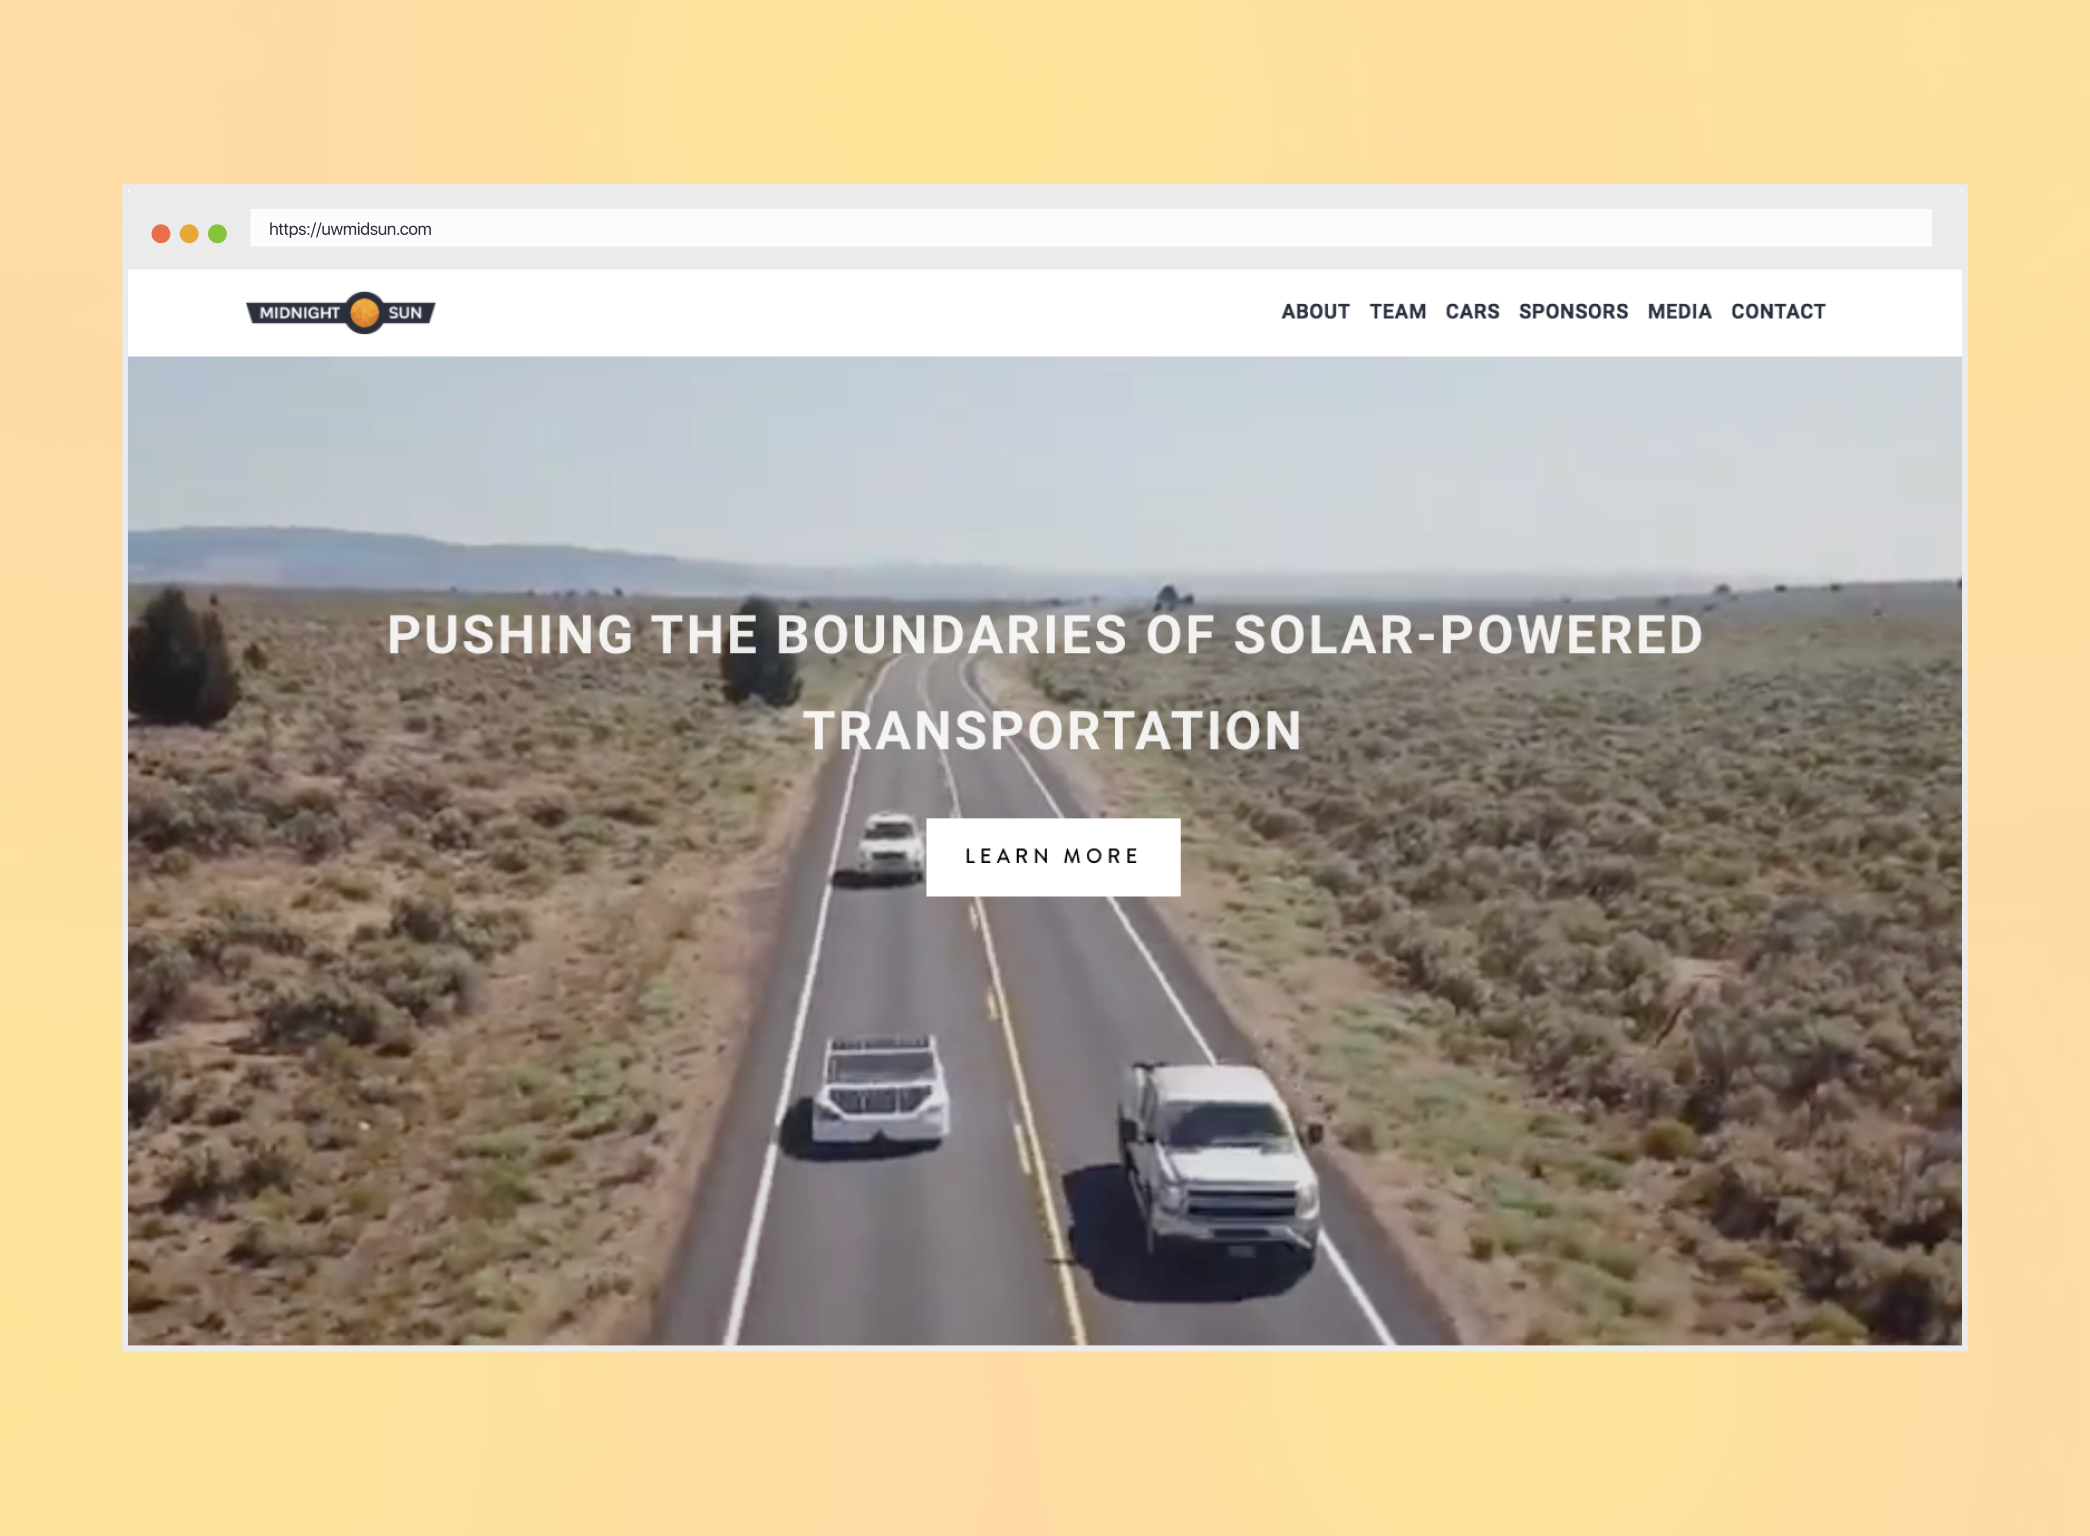 https://uwmidsun.com
MIDNIGHT SUN
ABOUT TEAM CARS SPONSORS MEDIA CONTACT
PUSHING THE BOUNDARIES OF SOLAR-POWERED
TRANSPORTATION
LEARN MORE